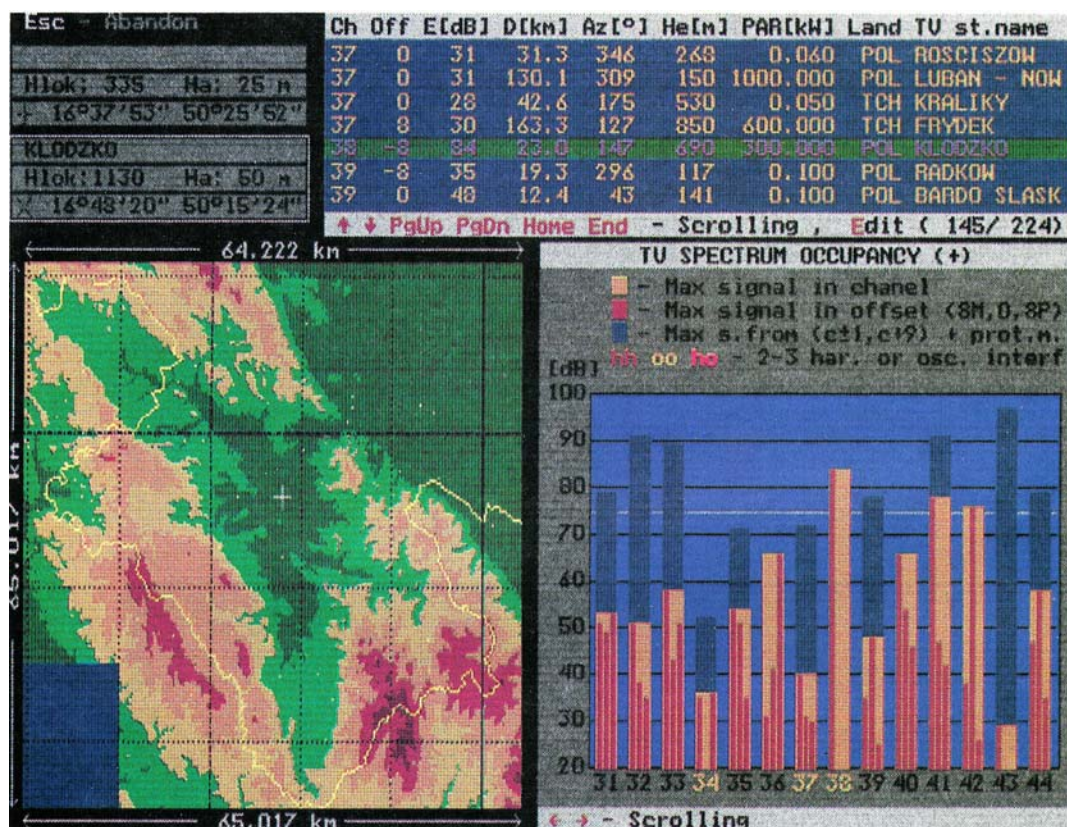 Esc - Abandon
Hlok: 335 Ha: 25 m
+ 16°37'53" 50°25'52"
KLODZKO
Hlok:1130 Ha: 50 m
X 16°48'20" 50°15'24"
Ch Off E[dB] D[km] Az[°] He[m] PAR[kW] Land TV st.name
37 0 31 31.3 346 268 0.060 POL ROSCISZOW
37 0 31 130.1 309 150 1000.000 POL LUBAN - NOW
37 0 28 42.6 175 530 0.050 TCH KRALIKY
37 8 30 163.3 127 850 600.000 TCH FRYDEK
38 -8 84 23.0 147 690 300.000 POL KLODZKO
39 -8 35 19.3 296 117 0.100 POL RADKOW
39 0 48 12.4 43 141 0.100 POL BARDO SLASK
↑ ↓ PgUp PgDn Home End - Scrolling , Edit ( 145/ 224)
64.222 km
65.017 km
65.017 km
TV SPECTRUM OCCUPANCY (+)
- Max signal in chanel
- Max signal in offset (8M,0,8P)
- Max s.from (c±1,c+9) + prot.m.
hh oo ho - 2-3 har. or osc. interf
[dB]
100
90
80
70
60
50
40
30
20
31 32 33 34 35 36 37 38 39 40 41 42 43 44
← → - Scrolling